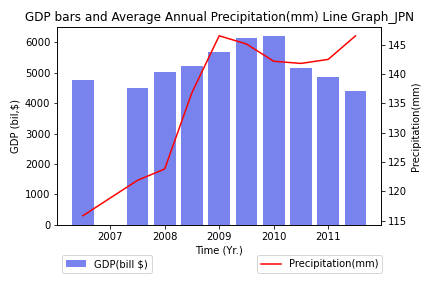 GDP bars and Average Annual Precipitation(mm) Line Graph_JPN
GDP (bil,$)
6000
5000
4000
3000
2000
1000
0
145
140
135
130
125
120
115
Precipitation(mm)
2007 2008 2009 2010 2011
Time (Yr.)
GDP(bill $)
Precipitation(mm)